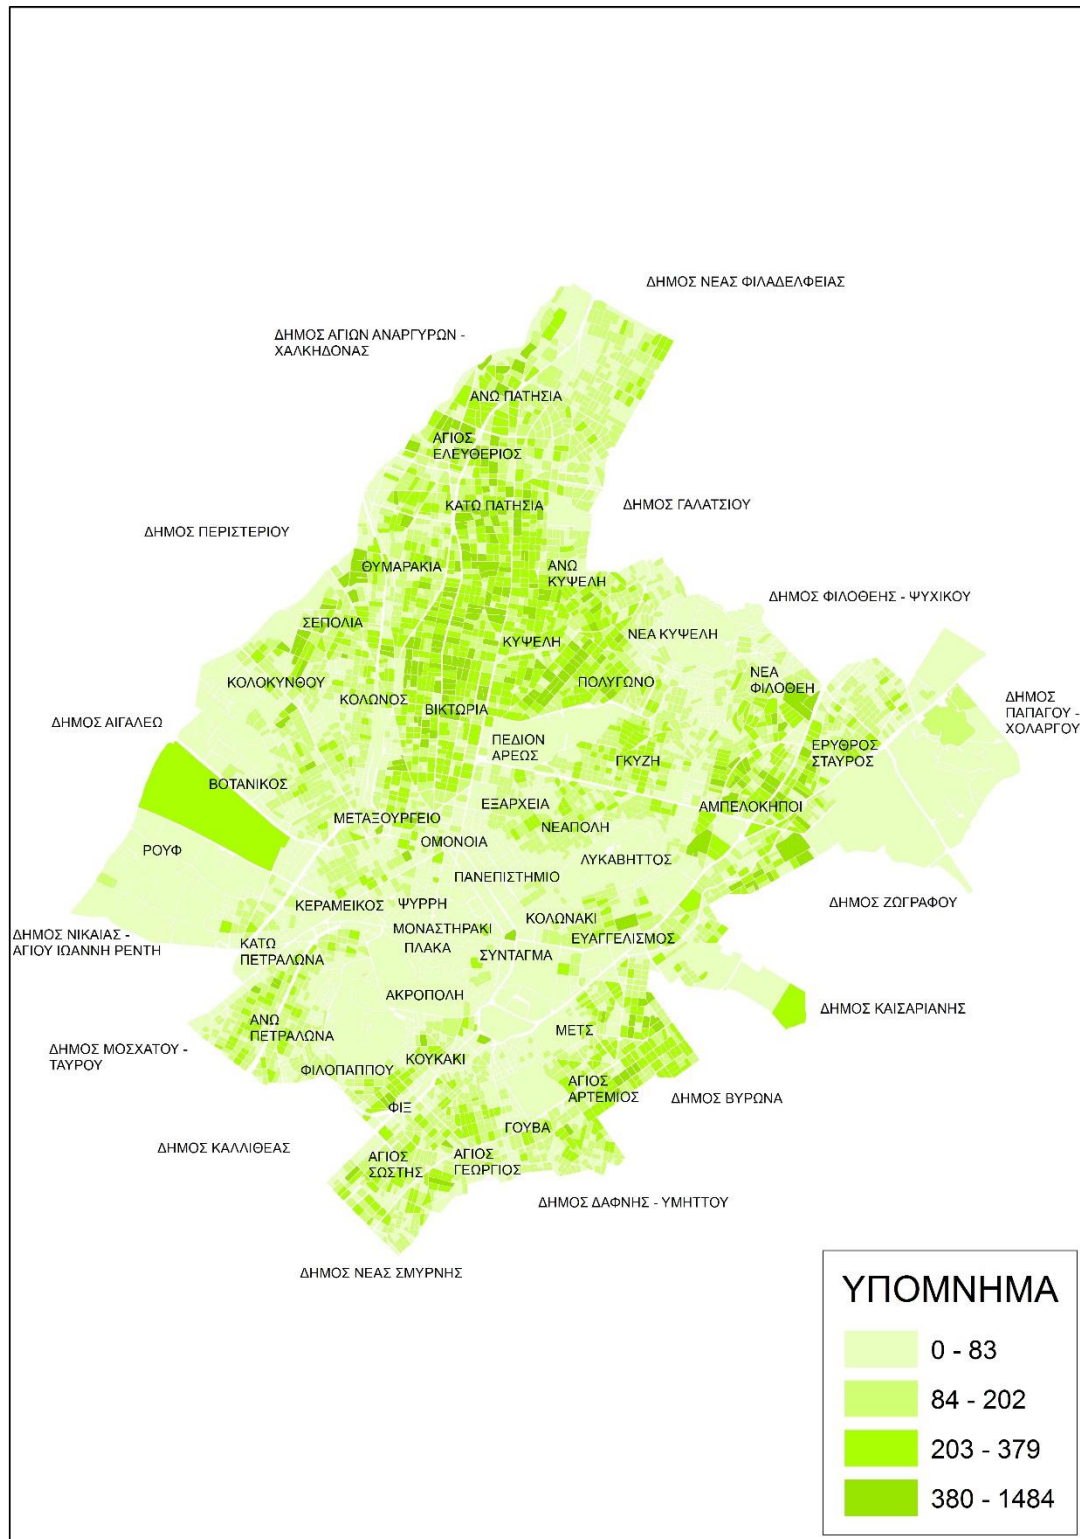 ΔΗΜΟΣ ΝΕΑΣ ΦΙΛΑΔΕΛΦΕΙΑΣ
ΔΗΜΟΣ ΑΓΙΩΝ ΑΝΑΡΓΥΡΩΝ -
ΧΑΛΚΗΔΟΝΑΣ
ΑΝΩ ΠΑΤΗΣΙΑ
ΑΓΙΟΣ
ΕΛΕΥΘΕΡΙΟΣ
ΚΑΤΩ ΠΑΤΗΣΙΑ
ΔΗΜΟΣ ΓΑΛΑΤΣΙΟΥ
ΔΗΜΟΣ ΠΕΡΙΣΤΕΡΙΟΥ
ΘΥΜΑΡΑΚΙΑ
ΑΝΩ
ΚΥΨΕΛΗ
ΔΗΜΟΣ ΦΙΛΟΘΕΗΣ - ΨΥΧΙΚΟΥ
ΣΕΠΟΛΙΑ
ΚΥΨΕΛΗ
ΝΕΑ ΚΥΨΕΛΗ
ΚΟΛΟΚΥΝΘΟΥ
ΚΟΛΩΝΟΣ
ΒΙΚΤΩΡΙΑ
ΠΟΛΥΓΩΝΟ
ΝΕΑ
ΦΙΛΟΘΕΗ
ΔΗΜΟΣ
ΠΑΠΑΓΟΥ -
ΧΟΛΑΡΓΟΥ
ΔΗΜΟΣ ΑΙΓΑΛΕΩ
ΠΕΔΙΟΝ
ΑΡΕΩΣ
ΓΚΥΖΗ
ΕΡΥΘΡΟΣ
ΣΤΑΥΡΟΣ
ΒΟΤΑΝΙΚΟΣ
ΕΞΑΡΧΕΙΑ
ΑΜΠΕΛΟΚΗΠΟΙ
ΜΕΤΑΞΟΥΡΓΕΙΟ
ΝΕΑΠΟΛΗ
ΟΜΟΝΟΙΑ
ΡΟΥΦ
ΛΥΚΑΒΗΤΤΟΣ
ΠΑΝΕΠΙΣΤΗΜΙΟ
ΚΕΡΑΜΕΙΚΟΣ
ΨΥΡΡΗ
ΔΗΜΟΣ ΖΩΓΡΑΦΟΥ
ΚΟΛΩΝΑΚΙ
ΜΟΝΑΣΤΗΡΑΚΙ
ΔΗΜΟΣ ΝΙΚΑΙΑΣ -
ΑΓΙΟΥ ΙΩΑΝΝΗ ΡΕΝΤΗ
ΚΑΤΩ
ΠΕΤΡΑΛΩΝΑ
ΠΛΑΚΑ
ΣΥΝΤΑΓΜΑ
ΕΥΑΓΓΕΛΙΣΜΟΣ
ΑΚΡΟΠΟΛΗ
ΔΗΜΟΣ ΚΑΙΣΑΡΙΑΝΗΣ
ΑΝΩ
ΠΕΤΡΑΛΩΝΑ
ΜΕΤΣ
ΔΗΜΟΣ ΜΟΣΧΑΤΟΥ -
ΤΑΥΡΟΥ
ΦΙΛΟΠΑΠΠΟΥ
ΚΟΥΚΑΚΙ
ΑΓΙΟΣ
ΑΡΤΕΜΙΟΣ
ΔΗΜΟΣ ΒΥΡΩΝΑ
ΦΙΞ
ΓΟΥΒΑ
ΔΗΜΟΣ ΚΑΛΛΙΘΕΑΣ
ΑΓΙΟΣ
ΣΩΣΤΗΣ
ΑΓΙΟΣ
ΓΕΩΡΓΙΟΣ
ΔΗΜΟΣ ΔΑΦΝΗΣ - ΥΜΗΤΤΟΥ
ΔΗΜΟΣ ΝΕΑΣ ΣΜΥΡΝΗΣ
ΥΠΟΜΝΗΜΑ
0 - 83
84 - 202
203 - 379
380 - 1484